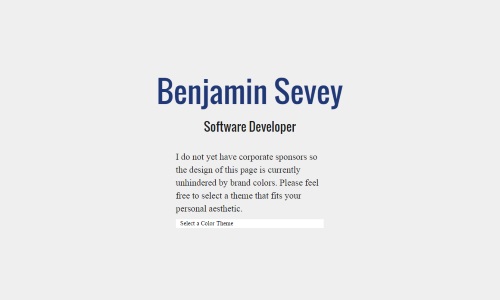 Benjamin Sevey
Software Developer
I do not yet have corporate sponsors so
the design of this page is currently
unhindered by brand colors. Please feel
free to select a theme that fits your
personal aesthetic.
Select a Color Theme